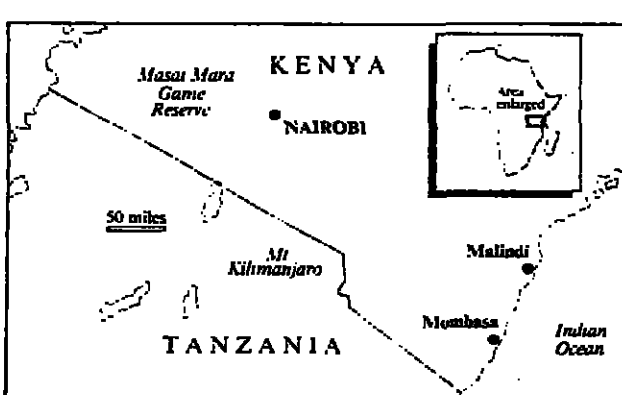 KENYA
Masai Mara
Game
Reserve
NAIROBI
Area
enlarged
50 miles
Mt
Kilimanjaro
Malindi
Mombasa
Indian
Ocean
TANZANIA